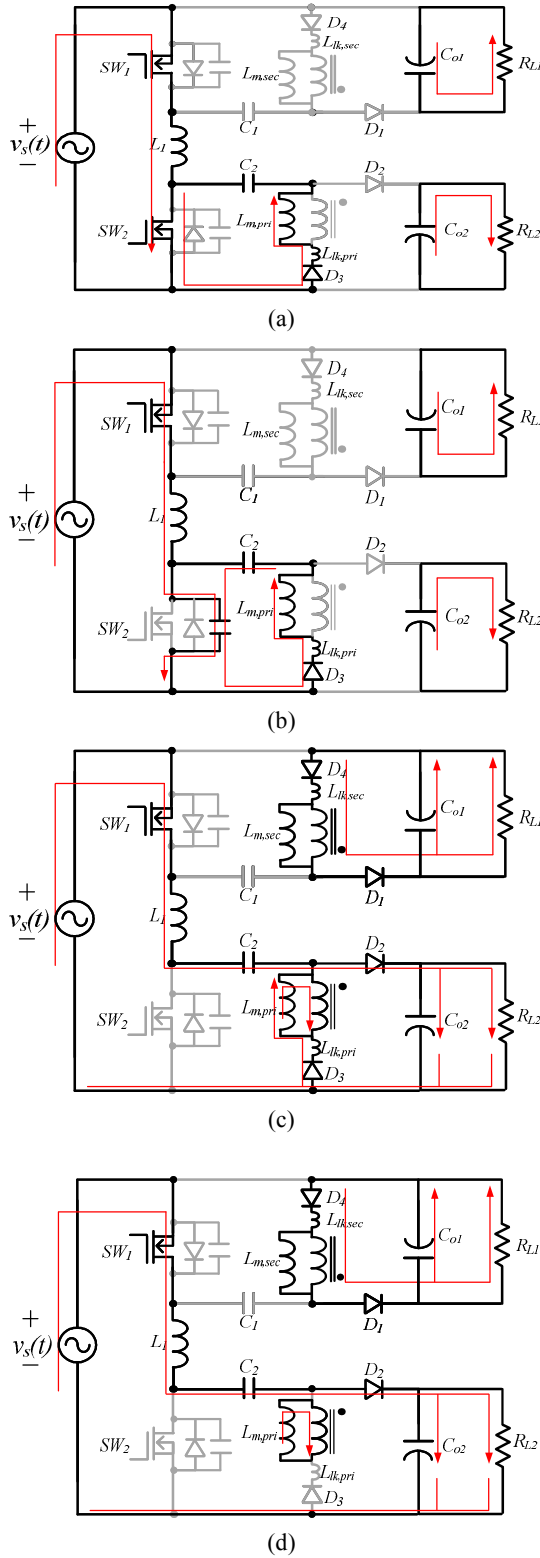 D4
Llk,sec
SW1
Lm,sec
Co1
RL1
C1
D1
+
vs(t)
−
L1
C2
D2
SW2
Lm,pri
Co2
RL2
Llk,pri
D3
(a)
D4
Llk,sec
SW1
Lm,sec
Co1
RL1
C1
D1
+
vs(t)
−
L1
C2
D2
SW2
Lm,pri
Co2
RL2
Llk,pri
D3
(b)
D4
Llksec
SW1
Lm,sec
Co1
RL1
C1
D1
+
vs(t)
−
L1
C2
D2
SW2
Lm,pri
Co2
RL2
Llk,pri
D3
(c)
D4
Llksec
SW1
Lm,sec
Co1
RL1
C1
D1
+
vs(t)
−
L1
C2
D2
SW2
Lm,pri
Co2
RL2
Llk,pri
D3
(d)